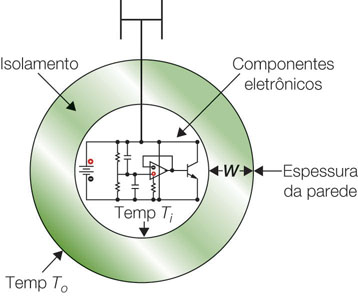 Isolamento
Componentes
eletrônicos
W
Espessura
da parede
Temp Ti
Temp To